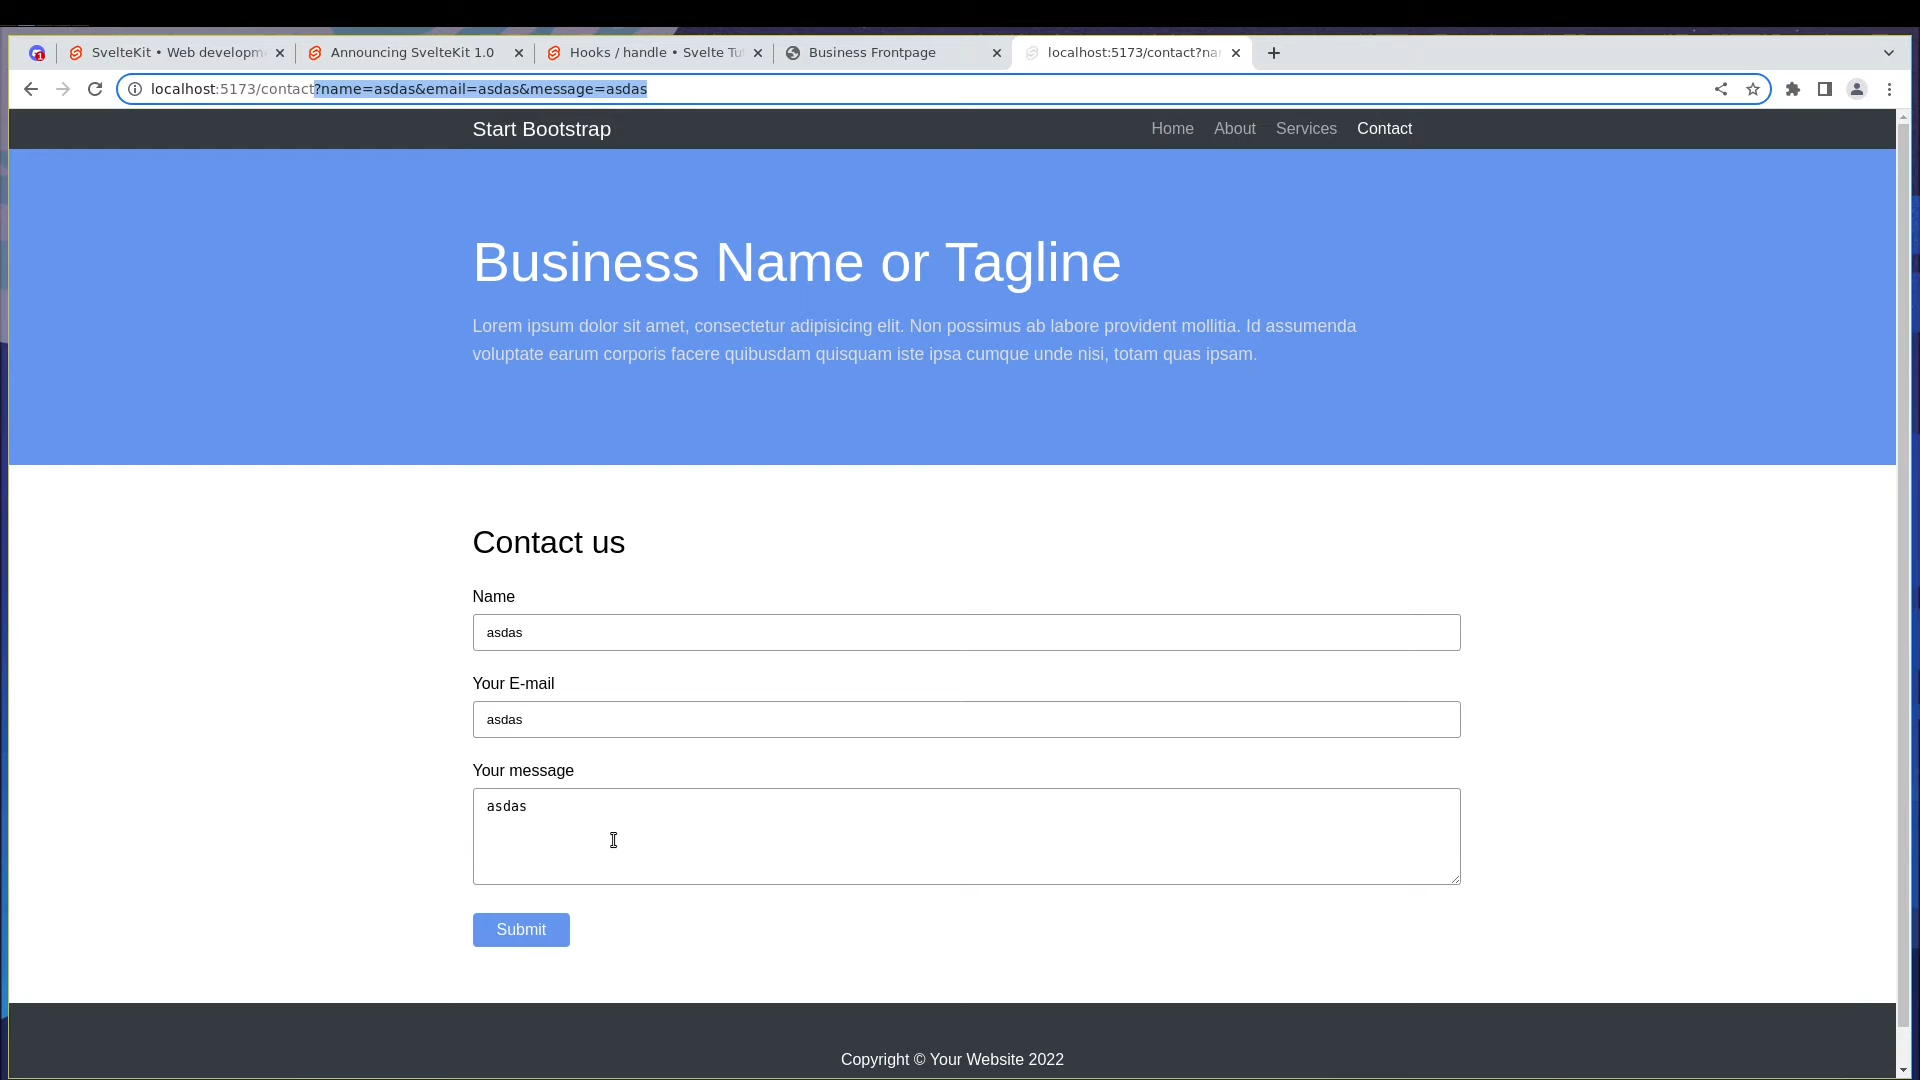 SvelteKit • Web developm
Announcing SvelteKit 1.0
Hooks / handle • Svelte Tu
Business Frontpage
localhost:5173/contact?na
localhost:5173/contact?name=asdas&email=asdas&message=asdas
Start Bootstrap
Home
About
Services
Contact
Business Name or Tagline
Lorem ipsum dolor sit amet, consectetur adipisicing elit. Non possimus ab labore provident mollitia. Id assumenda
voluptate earum corporis facere quibusdam quisquam iste ipsa cumque unde nisi, totam quas ipsam.
Contact us
Name
asdas
Your E-mail
asdas
Your message
asdas
Submit
Copyright © Your Website 2022